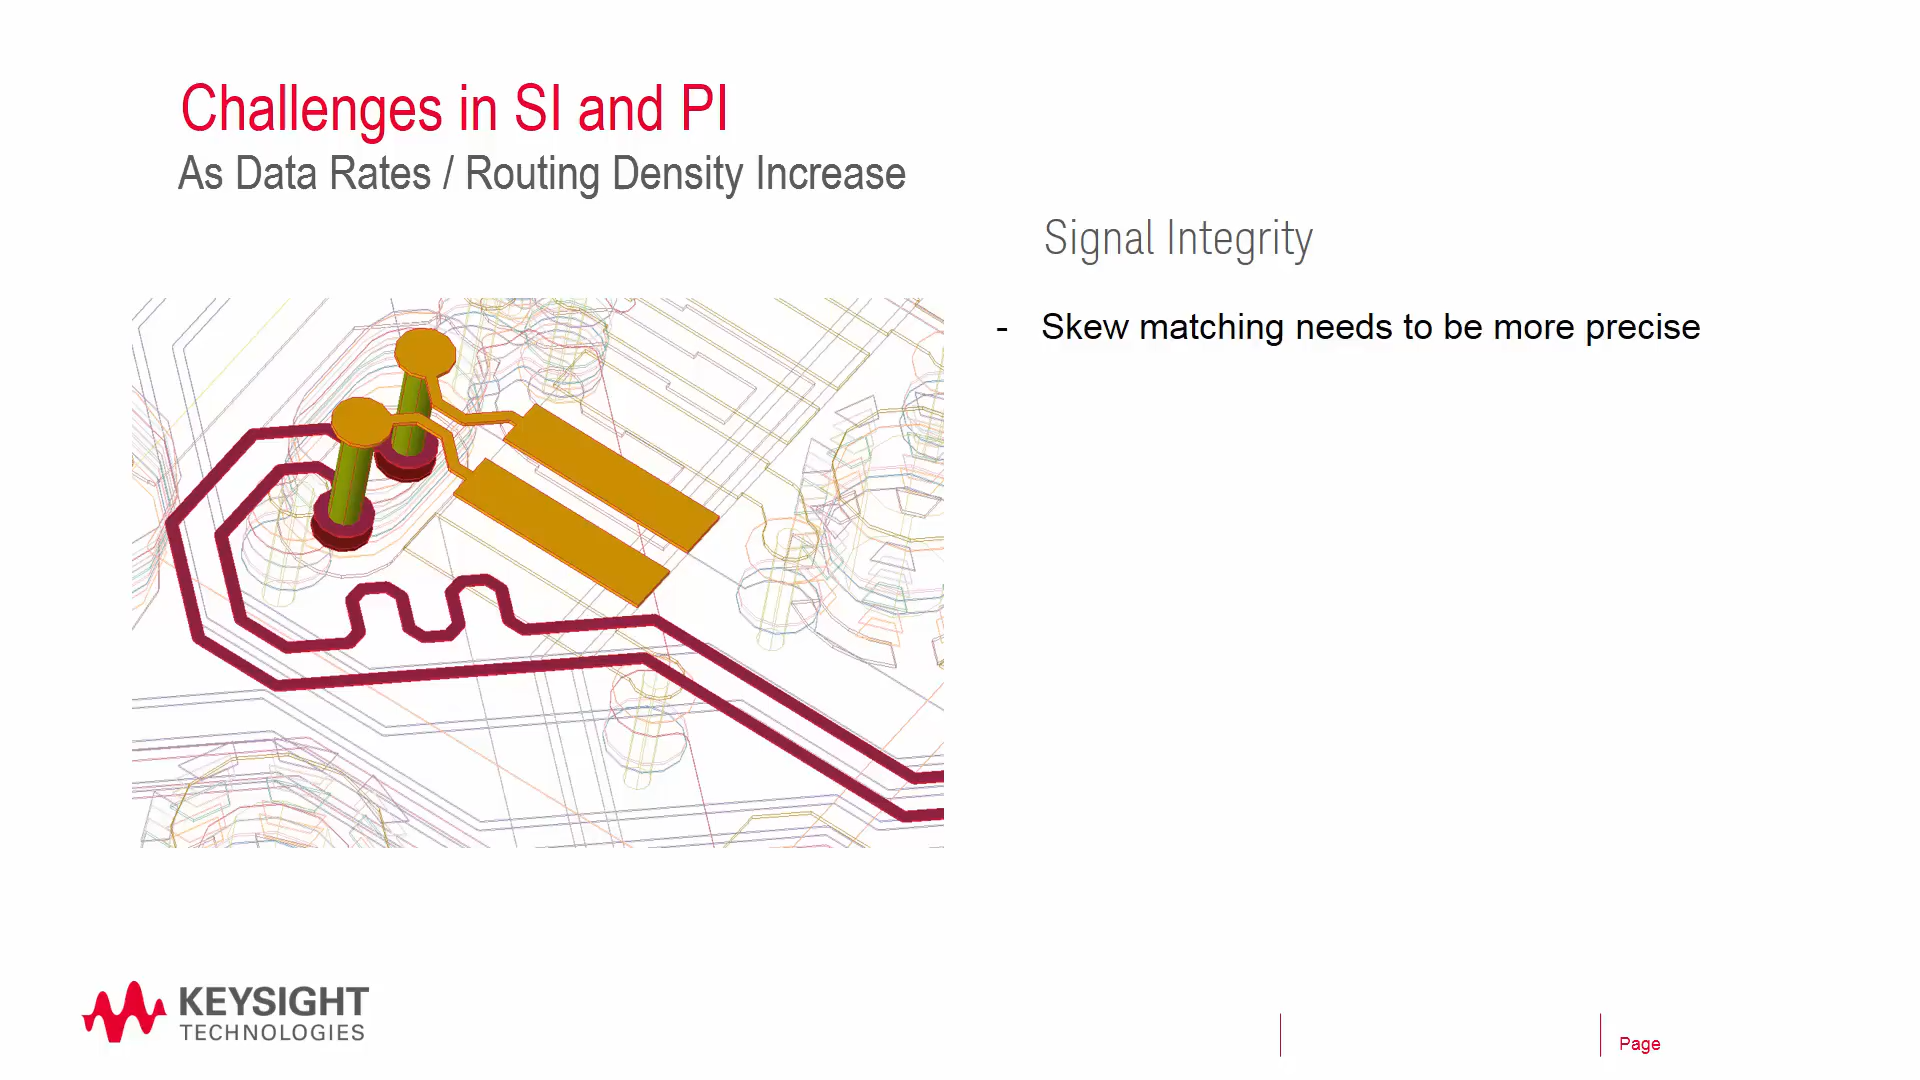 Challenges in SI and PI
As Data Rates / Routing Density Increase
Signal Integrity
- Skew matching needs to be more precise
KEYSIGHT
TECHNOLOGIES
Page